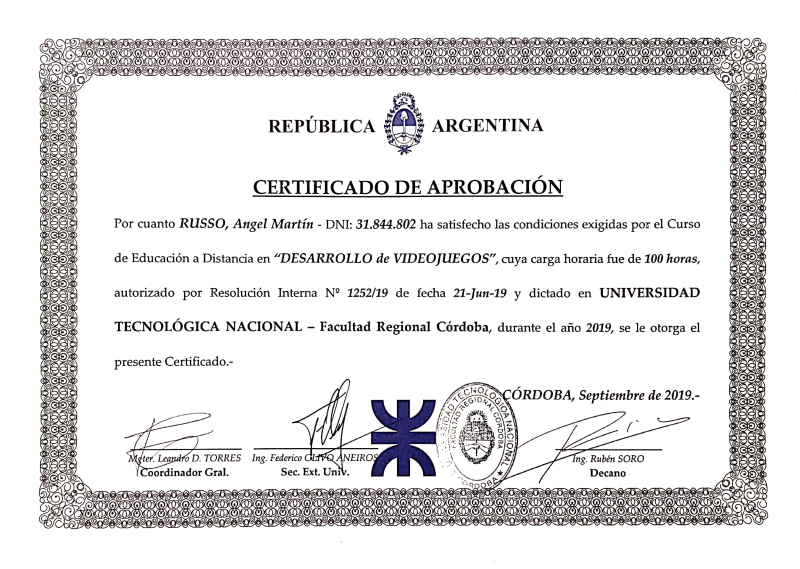 REPÚBLICA ARGENTINA
CERTIFICADO DE APROBACIÓN
Por cuanto RUSSO, Angel Martín - DNI: 31.844.802 ha satisfecho las condiciones exigidas por el Curso
de Educación a Distancia en “DESARROLLO de VIDEOJUEGOS”, cuya carga horaria fue de 100 horas,
autorizado por Resolución Interna Nº 1252/19 de fecha 21-Jun-19 y dictado en UNIVERSIDAD
TECNOLÓGICA NACIONAL – Facultad Regional Córdoba, durante el año 2019, se le otorga el
presente Certificado.-
CÓRDOBA, Septiembre de 2019.-
UNIVERSIDAD TECNOLOGICA NACIONAL
FACULTAD REGIONAL CORDOBA
CORDOBA
Mgter. Leandro D. TORRES
Coordinador Gral.
Ing. Federico OLIVO ANEIROS
Sec. Ext. Univ.
Ing. Rubén SORO
Decano